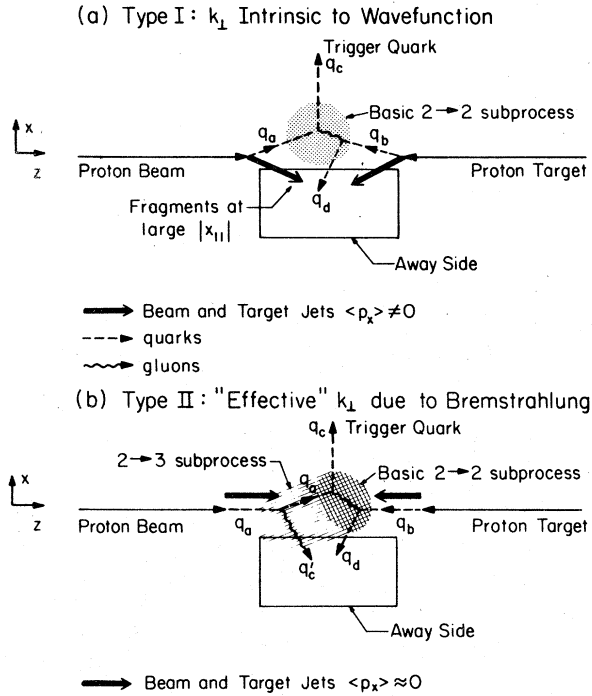 (a) Type I: k⊥ Intrinsic to Wavefunction
Trigger Quark
q_c
Basic 2→2 subprocess
x
z
q_a
q_b
Proton Beam
Proton Target
q_d
Fragments at
large |x_||| 
Away Side
Beam and Target Jets <p_x> ≠ 0
quarks
gluons
(b) Type II: "Effective" k⊥ due to Bremstrahlung
q_c Trigger Quark
2→3 subprocess
Basic 2→2 subprocess
x
z
q_a
Proton Beam
q_a
q_b
Proton Target
q'_c
q_d
Away Side
Beam and Target Jets <p_x> ≈ 0